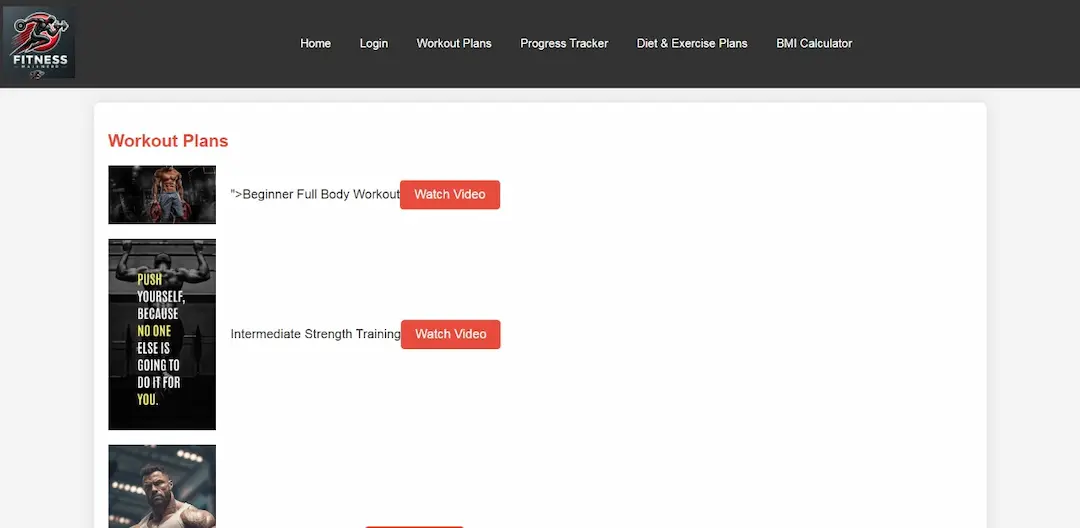 FITNESS
Home Login Workout Plans Progress Tracker Diet & Exercise Plans BMI Calculator
Workout Plans
">Beginner Full Body Workout Watch Video
PUSH
YOURSELF,
BECAUSE
NO ONE
ELSE IS
GOING TO
DO IT FOR
YOU.
Intermediate Strength Training Watch Video